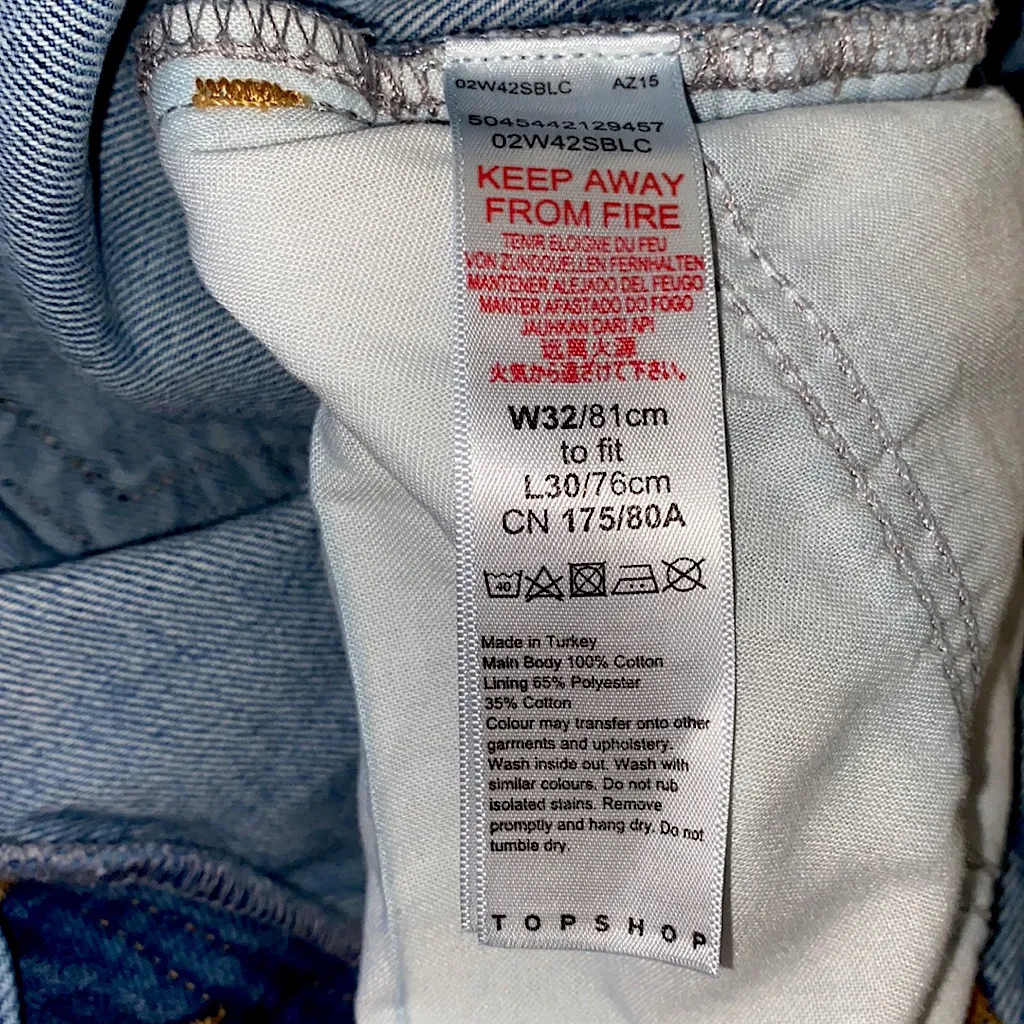 02W42SBLC AZ15
5045442129457
02W42SBLC
KEEP AWAY
FROM FIRE
TENIR ELOIGNE DU FEU
VON ZUNDQUELLEN FERNHALTEN
MANTENER ALEJADO DEL FEUGO
MANTER AFASTADO DO FOGO
JAUHKAN DARI API
远离火源
火気から遠ざけて下さい。
W32/81cm
to fit
L30/76cm
CN 175/80A
40
Made in Turkey
Main Body 100% Cotton
Lining 65% Polyester
35% Cotton
Colour may transfer onto other
garments and upholstery.
Wash inside out. Wash with
similar colours. Do not rub
isolated stains. Remove
promptly and hang dry. Do not
tumble dry.
TOPSHOP